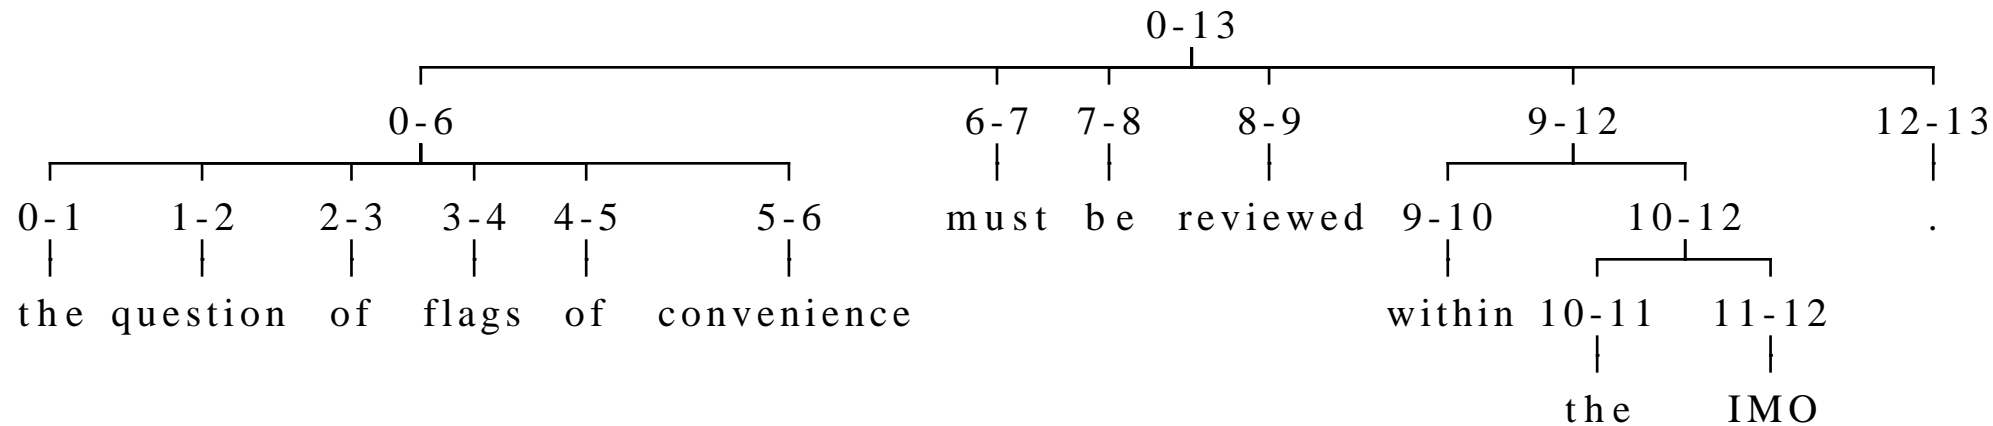 0-13
0-6 6-7 7-8 8-9 9-12 12-13
0-1 1-2 2-3 3-4 4-5 5-6 must be reviewed 9-10 10-12 .
the question of flags of convenience within 10-11 11-12
the IMO